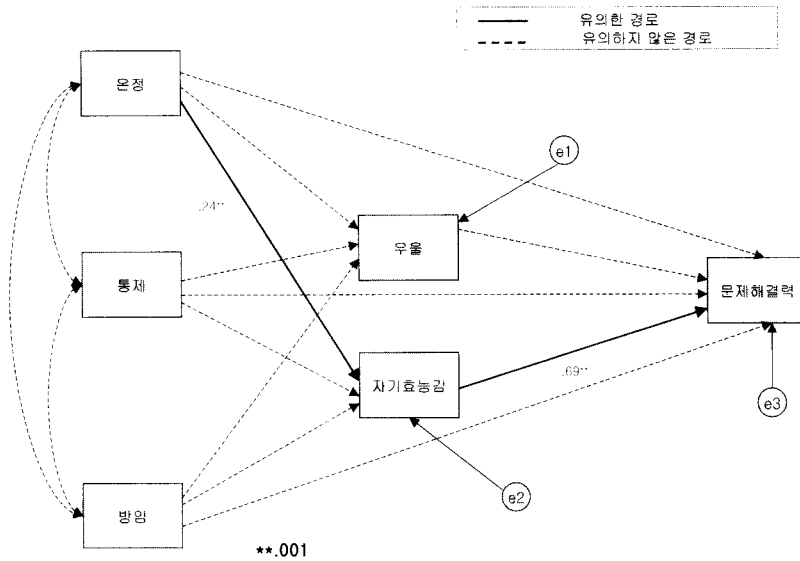 유의한 경로
유의하지 않은 경로
온정
e1
.24**
우울
통제
문제해결력
자기효능감
.69**
e3
방임
e2
**.001